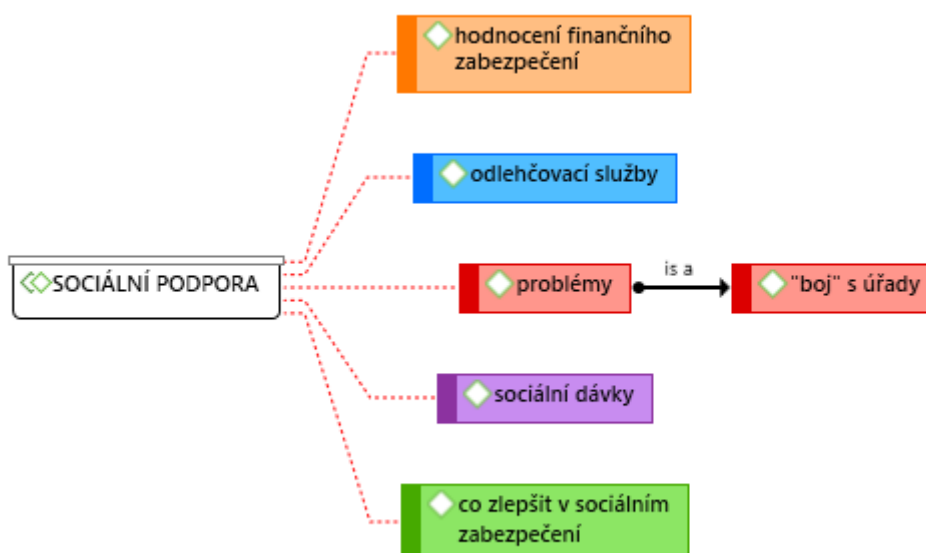 hodnocení finančního
zabezpečení
odlehčovací služby
SOCIÁLNÍ PODPORA
problémy
is a
"boj" s úřady
sociální dávky
co zlepšit v sociálním
zabezpečení